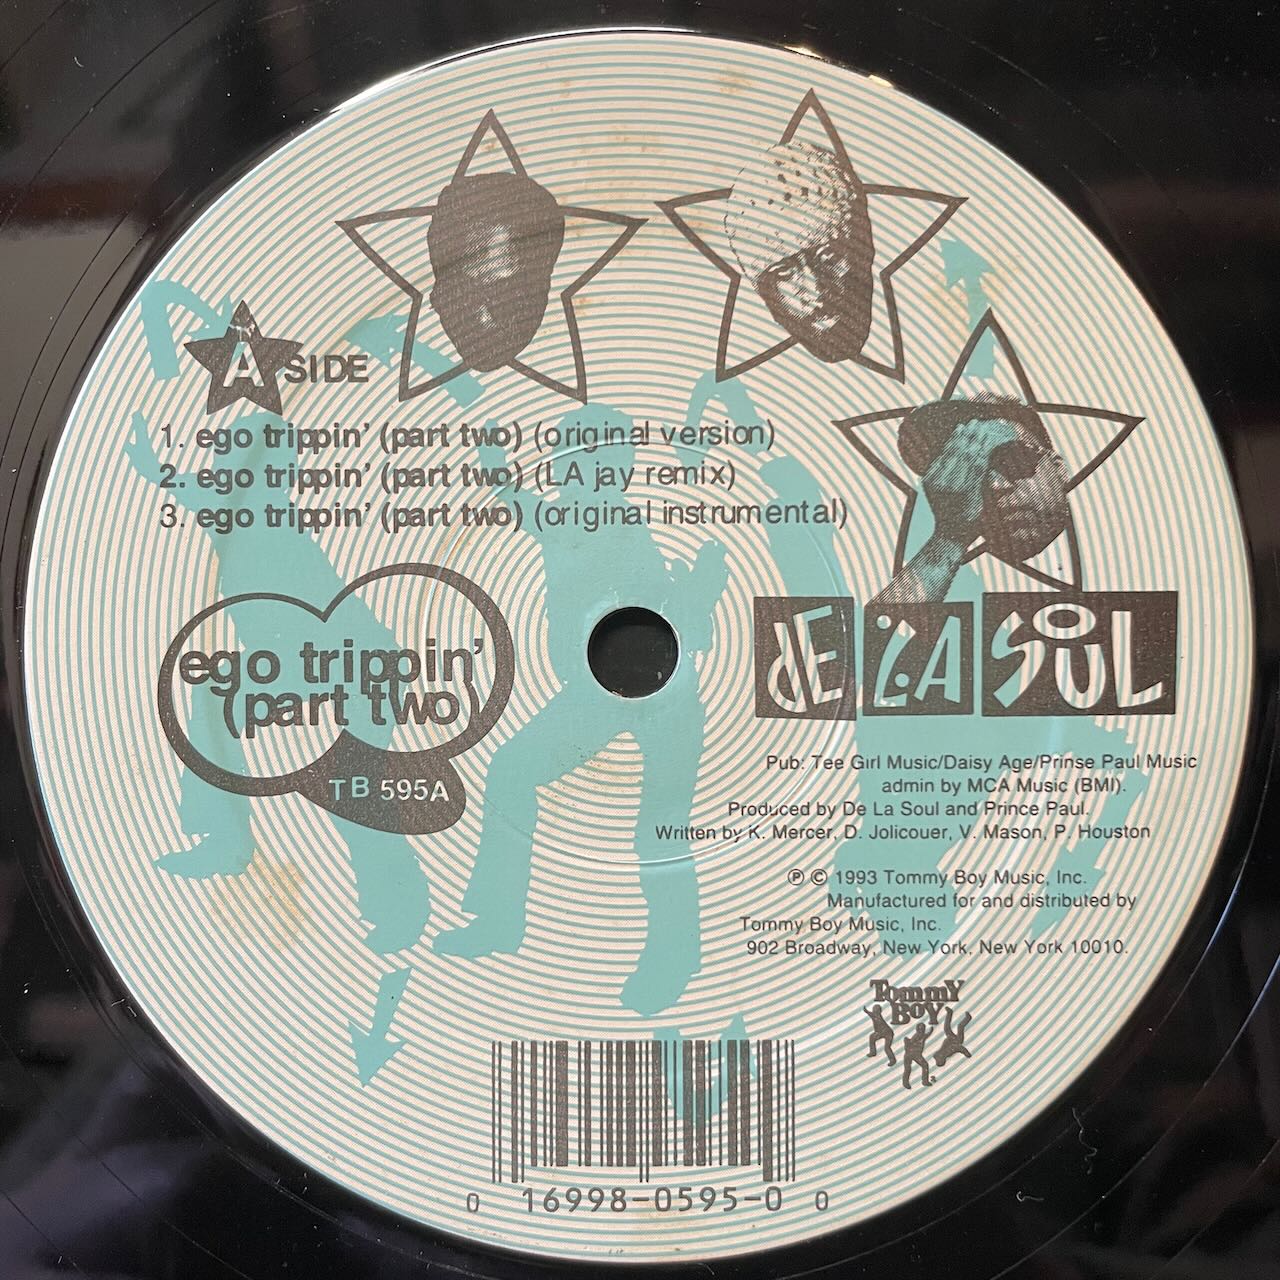 A SIDE
1. ego trippin' (part two) (original version)
2. ego trippin' (part two) (LA jay remix)
3. ego trippin' (part two) (original instrumental)
ego trippin'
(part two)
TB 595A
DE LA SOUL
Pub: Tee Girl Music/Daisy Age/Prinse Paul Music
admin by MCA Music (BMI).
Produced by De La Soul and Prince Paul.
Written by K. Mercer, D. Jolicouer, V. Mason, P. Houston
℗ © 1993 Tommy Boy Music, Inc.
Manufactured for and distributed by
Tommy Boy Music, Inc.
902 Broadway, New York, New York 10010.
Tommy
Boy
0 16998-0595-0 0